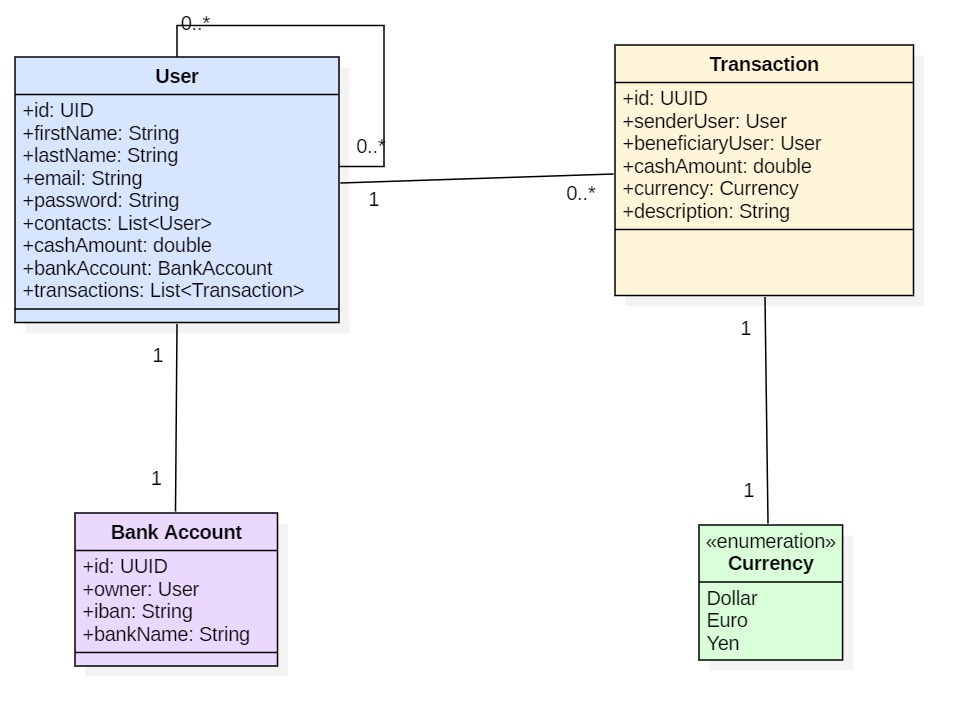 0..*
User
+id: UID
+firstName: String
+lastName: String
+email: String
+password: String
+contacts: List<User>
+cashAmount: double
+bankAccount: BankAccount
+transactions: List<Transaction>
0..*
1
0..*
Transaction
+id: UUID
+senderUser: User
+beneficiaryUser: User
+cashAmount: double
+currency: Currency
+description: String
1
1
1
1
Bank Account
+id: UUID
+owner: User
+iban: String
+bankName: String
«enumeration»
Currency
Dollar
Euro
Yen